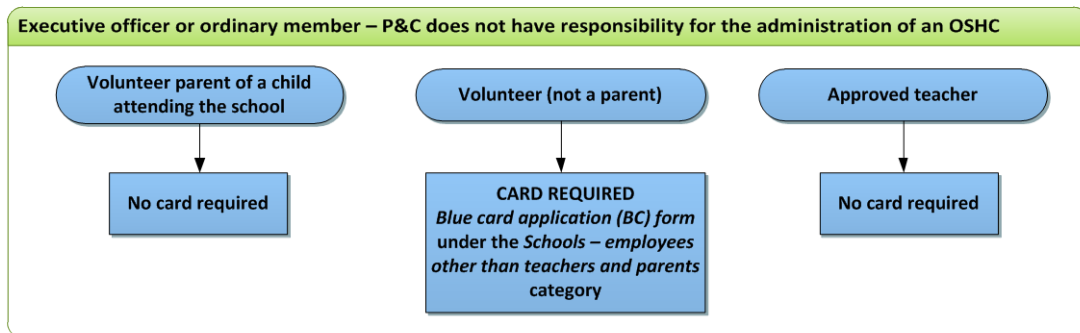 Executive officer or ordinary member – P&C does not have responsibility for the administration of an OSHC
Volunteer parent of a child
attending the school
Volunteer (not a parent)
Approved teacher
No card required
CARD REQUIRED
Blue card application (BC) form
under the Schools – employees
other than teachers and parents
category
No card required